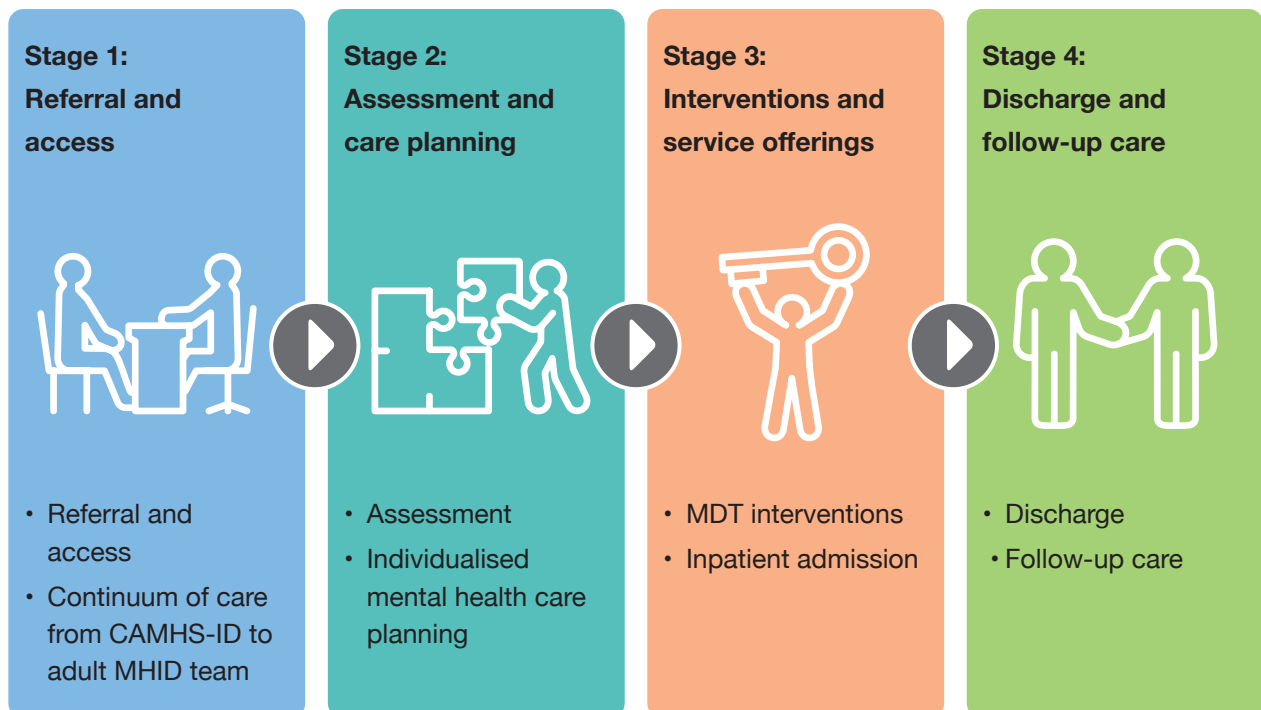 Stage 1:
Referral and
access
• Referral and
access
• Continuum of care
from CAMHS-ID to
adult MHID team
Stage 2:
Assessment and
care planning
• Assessment
• Individualised
mental health care
planning
Stage 3:
Interventions and
service offerings
• MDT interventions
• Inpatient admission
Stage 4:
Discharge and
follow-up care
• Discharge
• Follow-up care